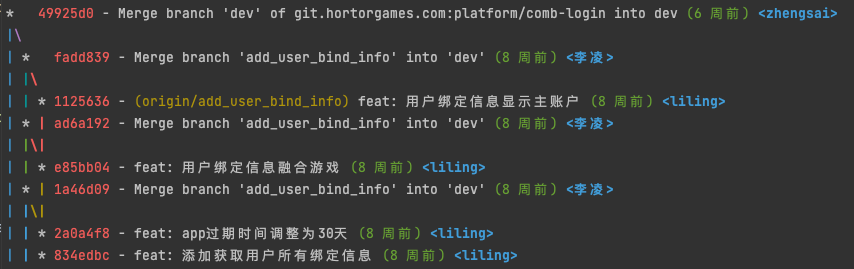 *   49925d0 - Merge branch 'dev' of git.hortorgames.com:platform/comb-login into dev (6 周前) <zhengsai>
|\
| *   fadd839 - Merge branch 'add_user_bind_info' into 'dev' (8 周前) <李凌>
| |\
| | * 1125636 - (origin/add_user_bind_info) feat: 用户绑定信息显示主账户 (8 周前) <liling>
| * | ad6a192 - Merge branch 'add_user_bind_info' into 'dev' (8 周前) <李凌>
| |\|
| | * e85bb04 - feat: 用户绑定信息融合游戏 (8 周前) <liling>
| * | 1a46d09 - Merge branch 'add_user_bind_info' into 'dev' (8 周前) <李凌>
| |\|
| | * 2a0a4f8 - feat: app过期时间调整为30天 (8 周前) <liling>
| | * 834edbc - feat: 添加获取用户所有绑定信息 (8 周前) <liling>